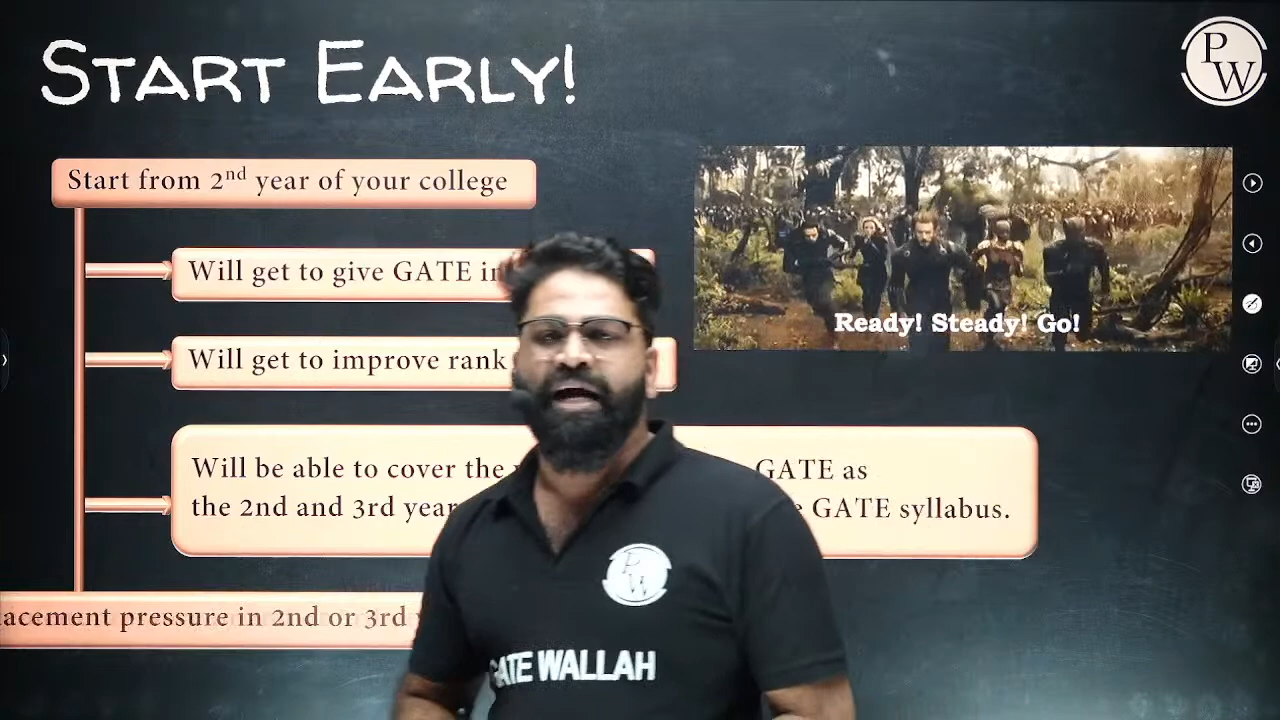 START EARLY!
PW
Start from 2nd year of your college
Will get to give GATE in
Will get to improve rank
Ready! Steady! Go!
Will be able to cover the GATE as
the 2nd and 3rd year GATE syllabus.
lacement pressure in 2nd or 3rd
PW
GATE WALLAH